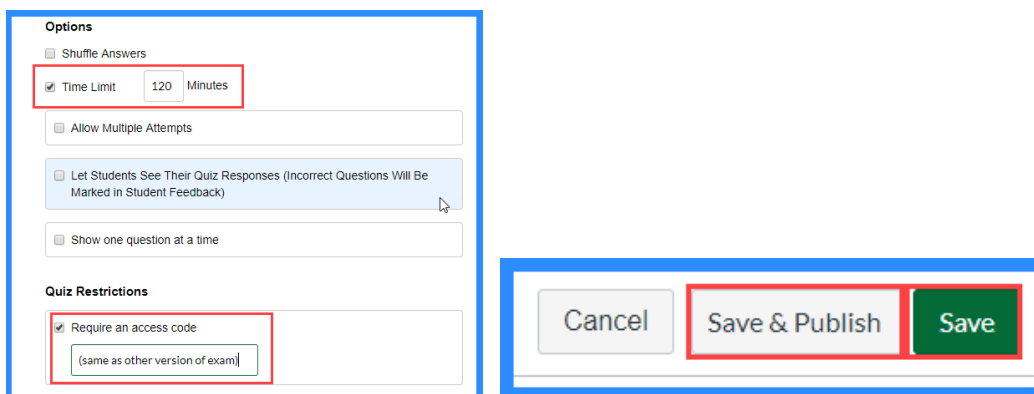 Options
Shuffle Answers
Time Limit 120 Minutes
Allow Multiple Attempts
Let Students See Their Quiz Responses (Incorrect Questions Will Be
Marked in Student Feedback)
Show one question at a time
Quiz Restrictions
Require an access code
(same as other version of exam)
Cancel Save & Publish Save